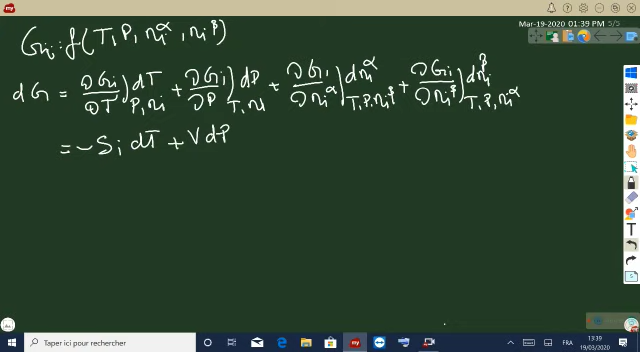 Mar-19-2020 01:39 PM 5/5
Gᵢ : f(T, P, nᵢ^α, nᵢ^β)
dG = ∂Gᵢ/∂T)_{P,nᵢ} dT + ∂Gᵢ/∂P)_{T,nᵢ} dP + ∂Gᵢ/∂nᵢ^α)_{T,P,nᵢ^β} dnᵢ^α + ∂Gᵢ/∂nᵢ^β)_{T,P,nᵢ^α} dnᵢ^β
= -Sᵢ dT + V dP
Taper ici pour rechercher
my
FRA
13:39
19/03/2020